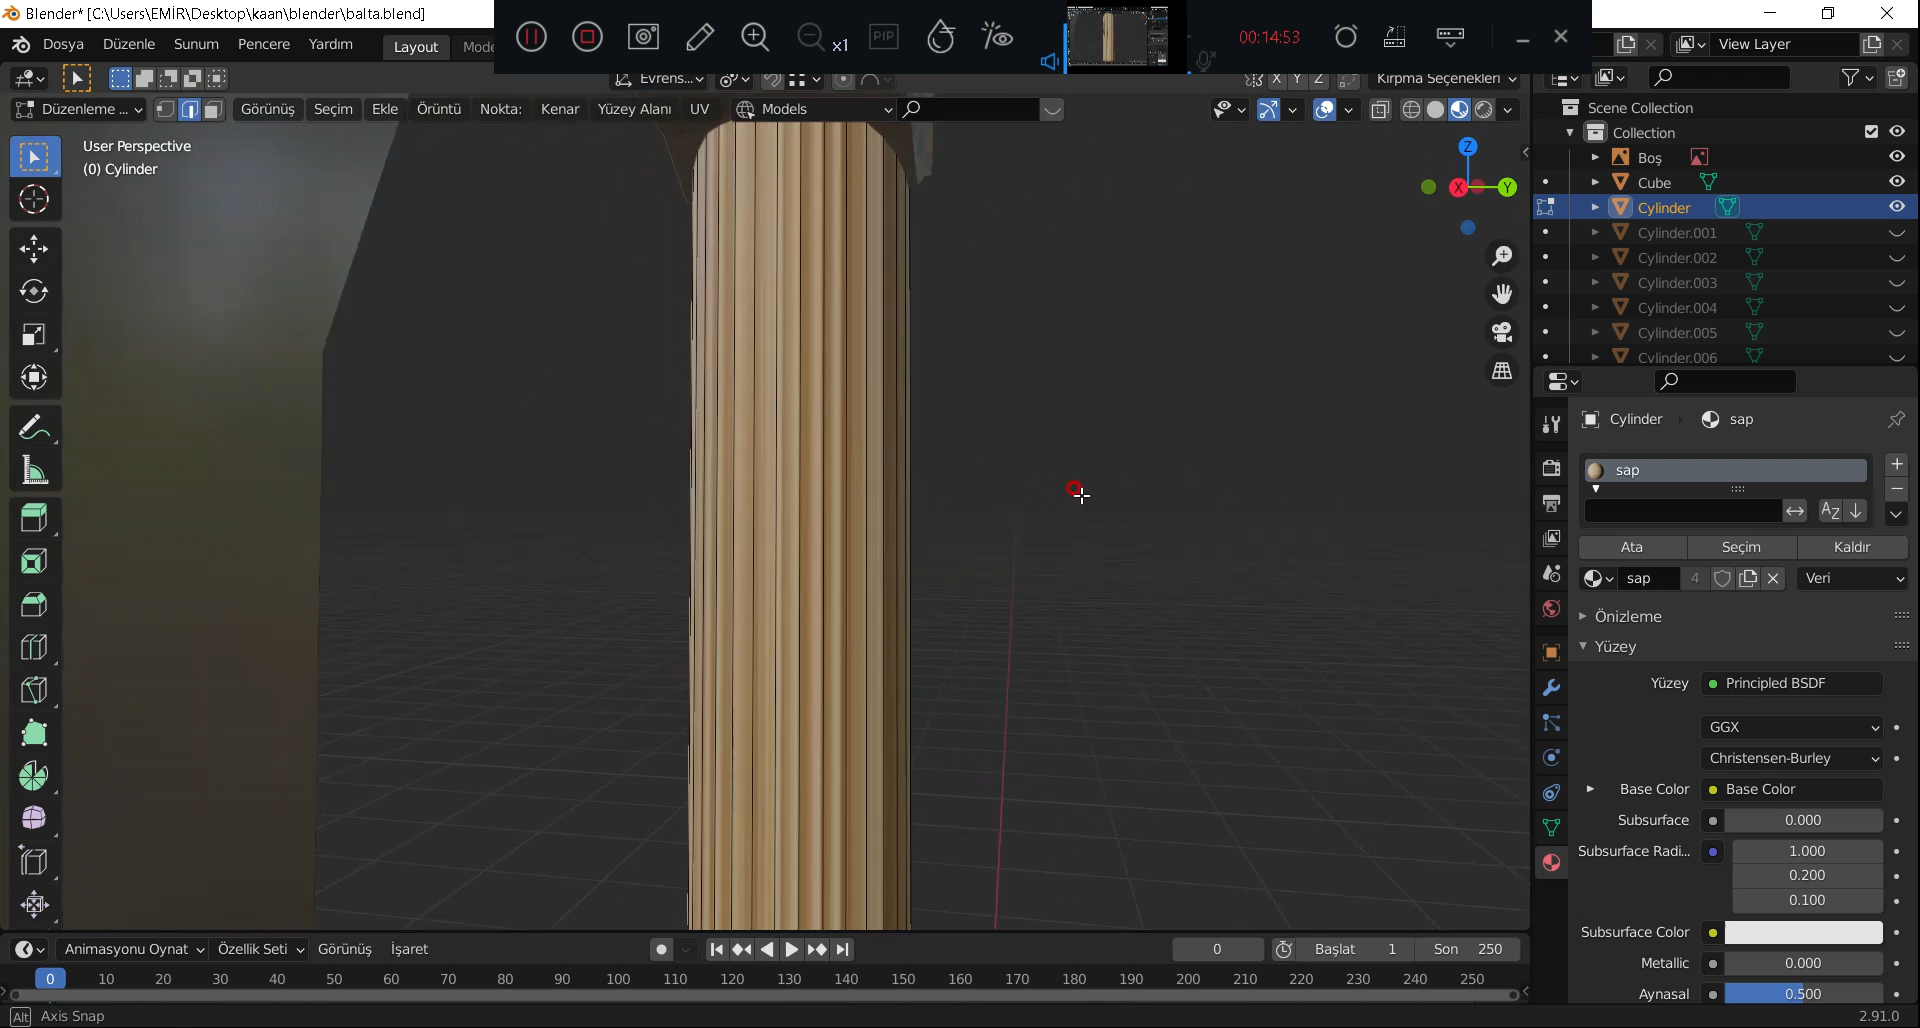 Blender* [C:\Users\EMİR\Desktop\kaan\blender\balta.blend]
Dosya Düzenle Sunum Pencere Yardım Layout Mode
x1 PIP 00:14:53
View Layer
Evrens... X Y Z Kırpma Seçenekleri
Düzenleme ... Görünüş Seçim Ekle Örüntü Nokta: Kenar Yüzey Alanı UV Models
User Perspective
(0) Cylinder
Z
X
Y
Scene Collection
Collection
Boş
Cube
Cylinder
Cylinder.001
Cylinder.002
Cylinder.003
Cylinder.004
Cylinder.005
Cylinder.006
Cylinder sap
sap
AZ
Ata Seçim Kaldır
sap 4 Veri
Önizleme
Yüzey
Yüzey Principled BSDF
GGX
Christensen-Burley
Base Color Base Color
Subsurface 0.000
Subsurface Radi... 1.000
0.200
0.100
Subsurface Color
Metallic 0.000
Aynasal 0.500
Animasyonu Oynat Özellik Seti Görünüş İşaret 0 Başlat 1 Son 250
0 10 20 30 40 50 60 70 80 90 100 110 120 130 140 150 160 170 180 190 200 210 220 230 240 250
Alt Axis Snap 2.91.0